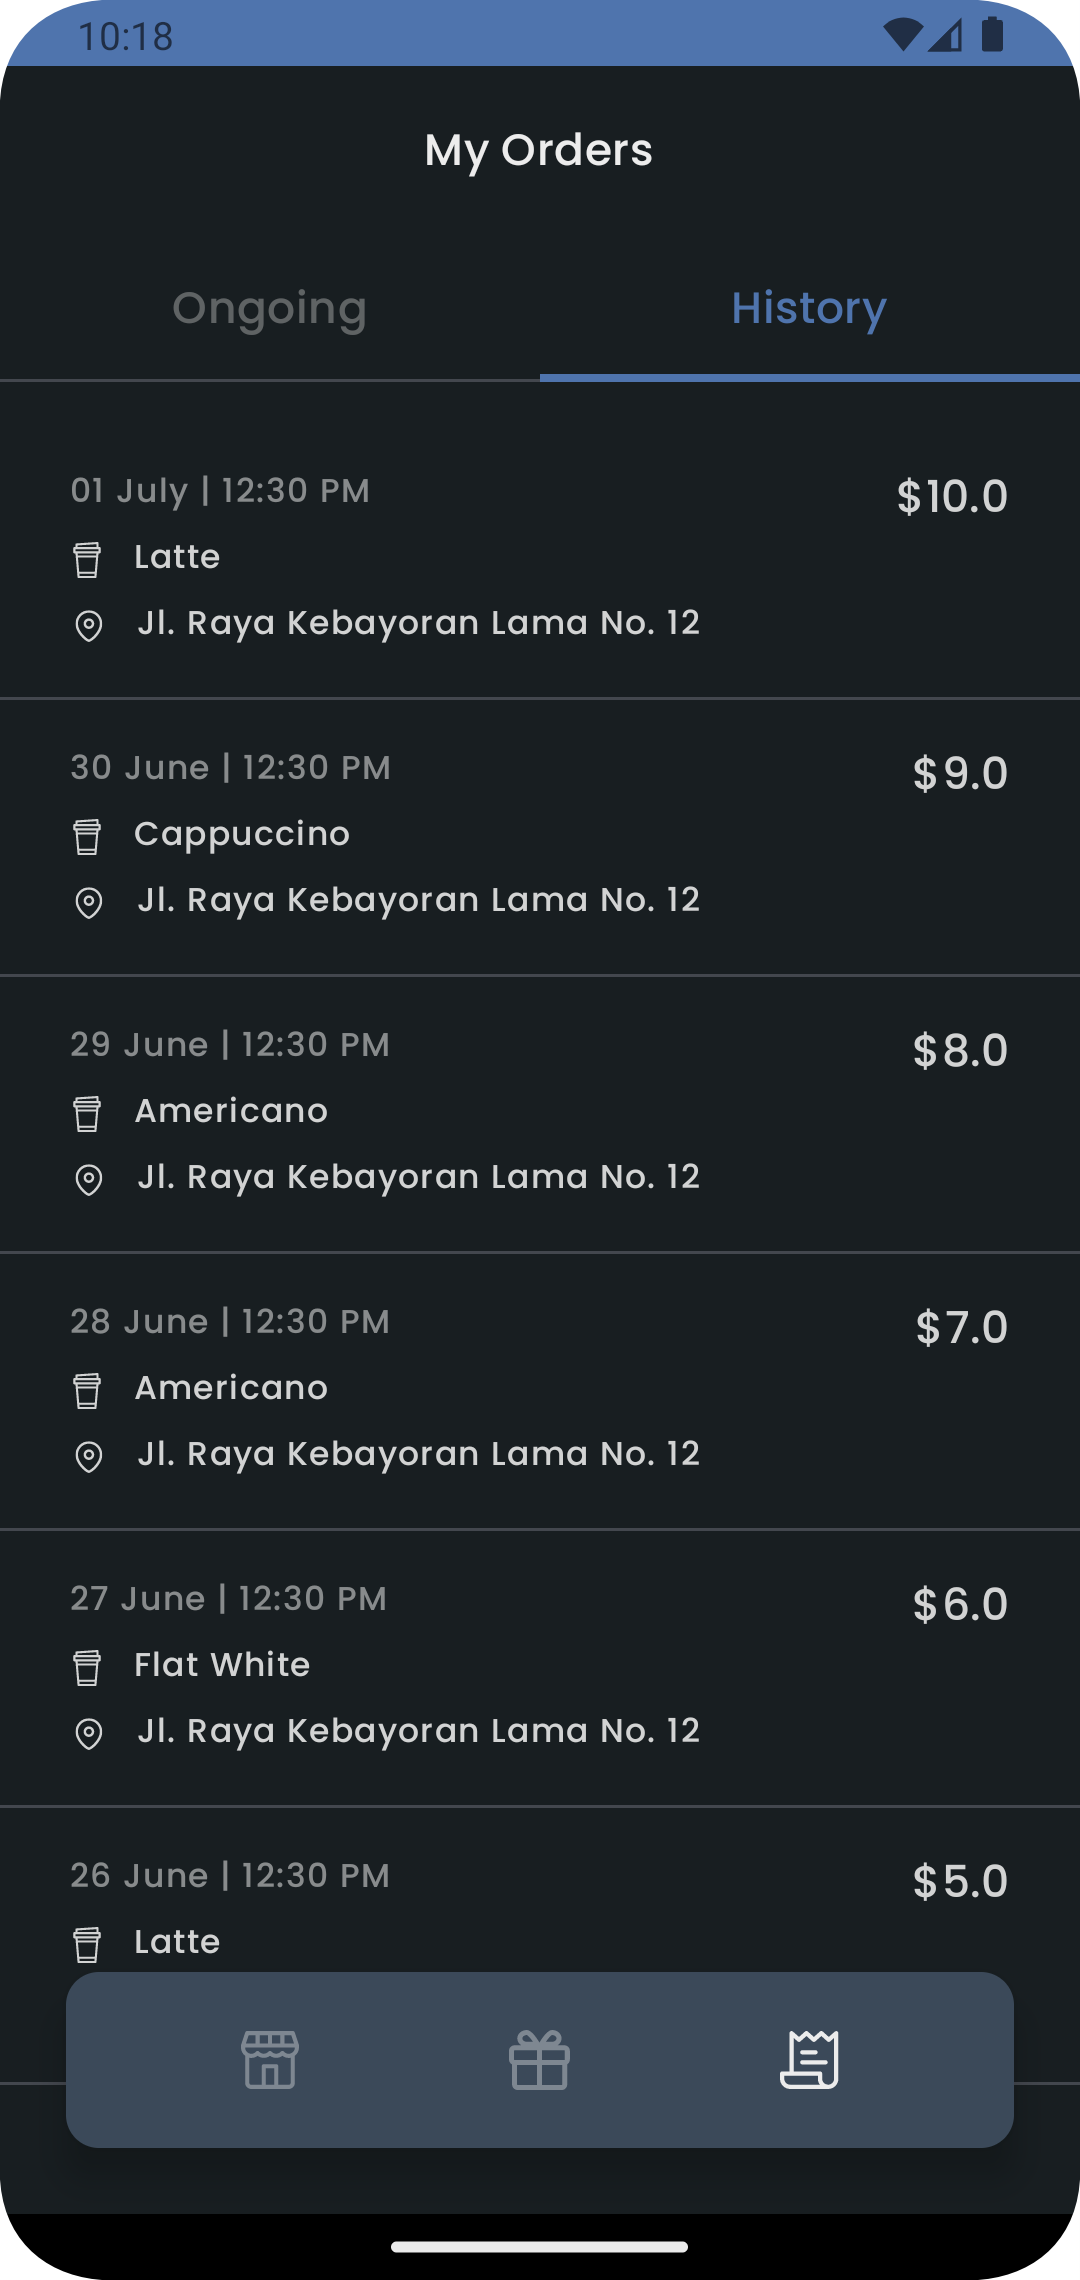 10:18
My Orders
Ongoing
History
01 July | 12:30 PM
$10.0
Latte
Jl. Raya Kebayoran Lama No. 12
30 June | 12:30 PM
$9.0
Cappuccino
Jl. Raya Kebayoran Lama No. 12
29 June | 12:30 PM
$8.0
Americano
Jl. Raya Kebayoran Lama No. 12
28 June | 12:30 PM
$7.0
Americano
Jl. Raya Kebayoran Lama No. 12
27 June | 12:30 PM
$6.0
Flat White
Jl. Raya Kebayoran Lama No. 12
26 June | 12:30 PM
$5.0
Latte